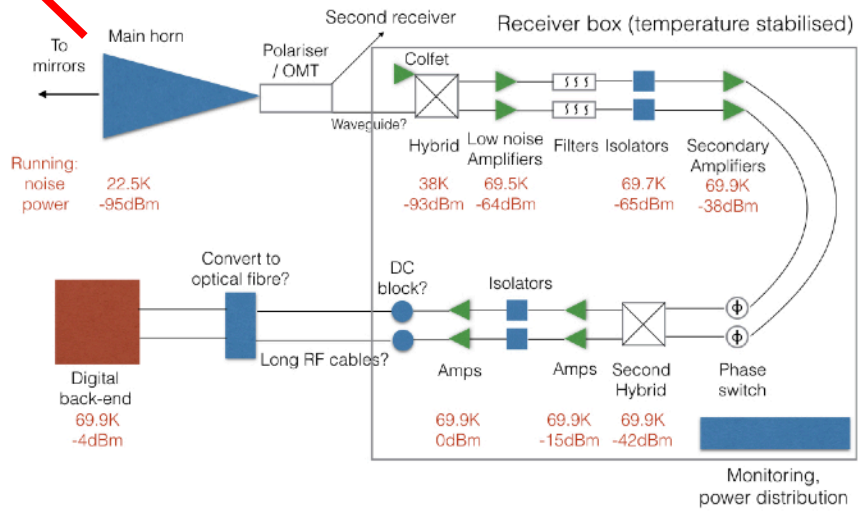 Second receiver
Receiver box (temperature stabilised)
To
mirrors
Main horn
Polariser
/ OMT
Colfet
Waveguide?
Hybrid
Low noise
Amplifiers
Filters
Isolators
Secondary
Amplifiers
Running:
noise
power
22.5K
-95dBm
38K
-93dBm
69.5K
-64dBm
69.7K
-65dBm
69.9K
-38dBm
Convert to
optical fibre?
DC
block?
Isolators
Φ
Φ
Long RF cables?
Digital
back-end
Amps
Amps
Second
Hybrid
Phase
switch
69.9K
-4dBm
69.9K
0dBm
69.9K
-15dBm
69.9K
-42dBm
Monitoring,
power distribution